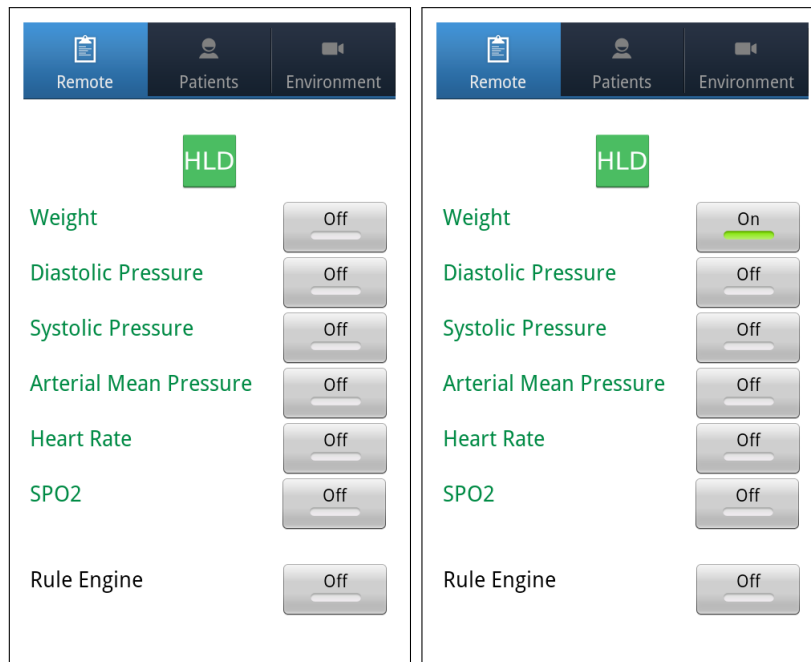 Remote Patients Environment
HLD
Weight Off
Diastolic Pressure Off
Systolic Pressure Off
Arterial Mean Pressure Off
Heart Rate Off
SPO2 Off
Rule Engine Off
Remote Patients Environment
HLD
Weight On
Diastolic Pressure Off
Systolic Pressure Off
Arterial Mean Pressure Off
Heart Rate Off
SPO2 Off
Rule Engine Off